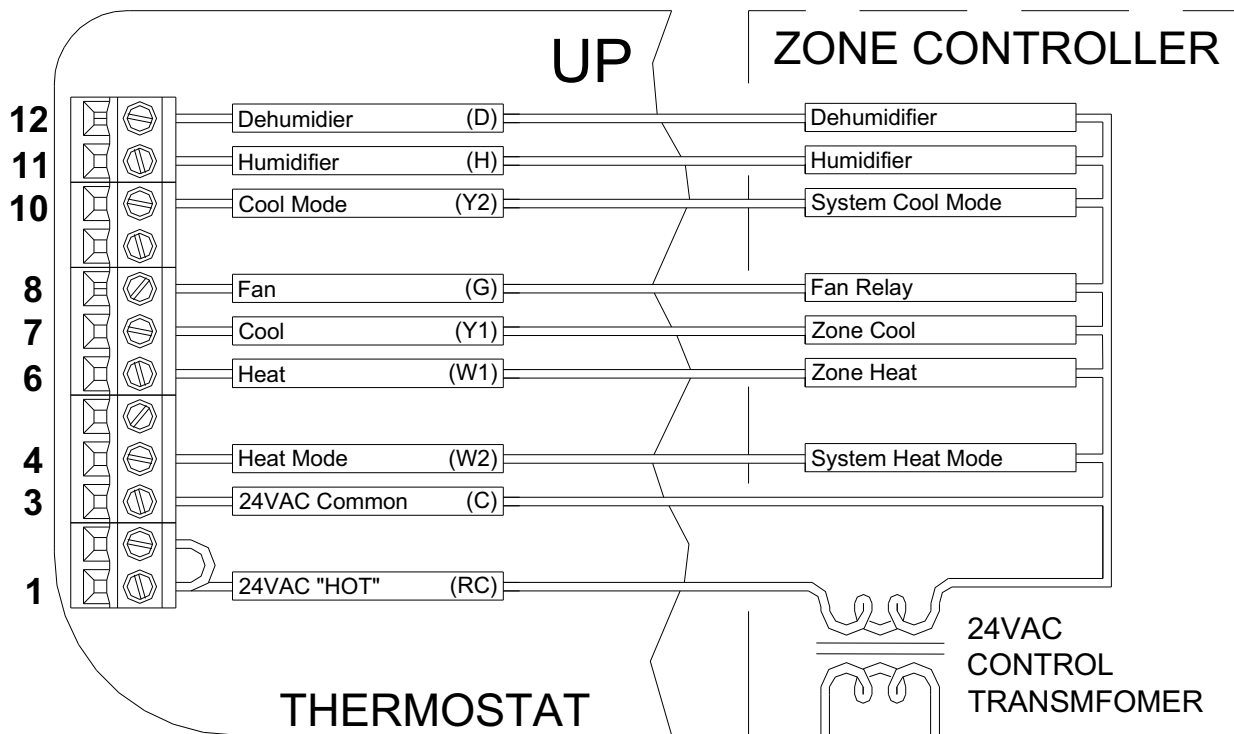 UP
ZONE CONTROLLER
12 Dehumidier (D) Dehumidifier
11 Humidifier (H) Humidifier
10 Cool Mode (Y2) System Cool Mode
8 Fan (G) Fan Relay
7 Cool (Y1) Zone Cool
6 Heat (W1) Zone Heat
4 Heat Mode (W2) System Heat Mode
3 24VAC Common (C)
1 24VAC "HOT" (RC)
24VAC
CONTROL
TRANSMFOMER
THERMOSTAT